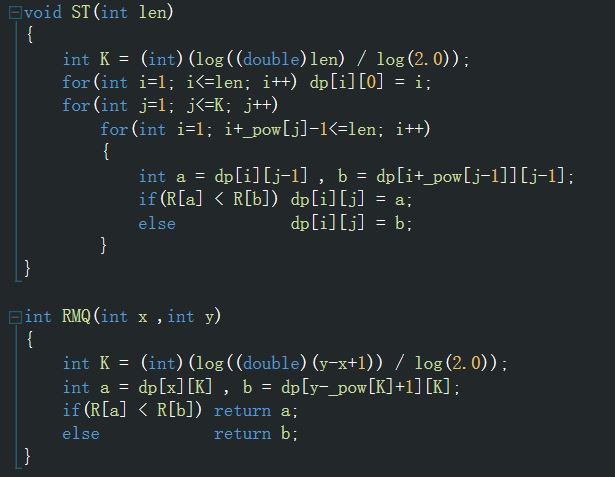 void ST(int len)
{
    int K = (int)(log((double)len) / log(2.0));
    for(int i=1; i<=len; i++) dp[i][0] = i;
    for(int j=1; j<=K; j++)
        for(int i=1; i+_pow[j]-1<=len; i++)
        {
            int a = dp[i][j-1] , b = dp[i+_pow[j-1]][j-1];
            if(R[a] < R[b]) dp[i][j] = a;
            else            dp[i][j] = b;
        }
}
int RMQ(int x ,int y)
{
    int K = (int)(log((double)(y-x+1)) / log(2.0));
    int a = dp[x][K] , b = dp[y-_pow[K]+1][K];
    if(R[a] < R[b]) return a;
    else            return b;
}